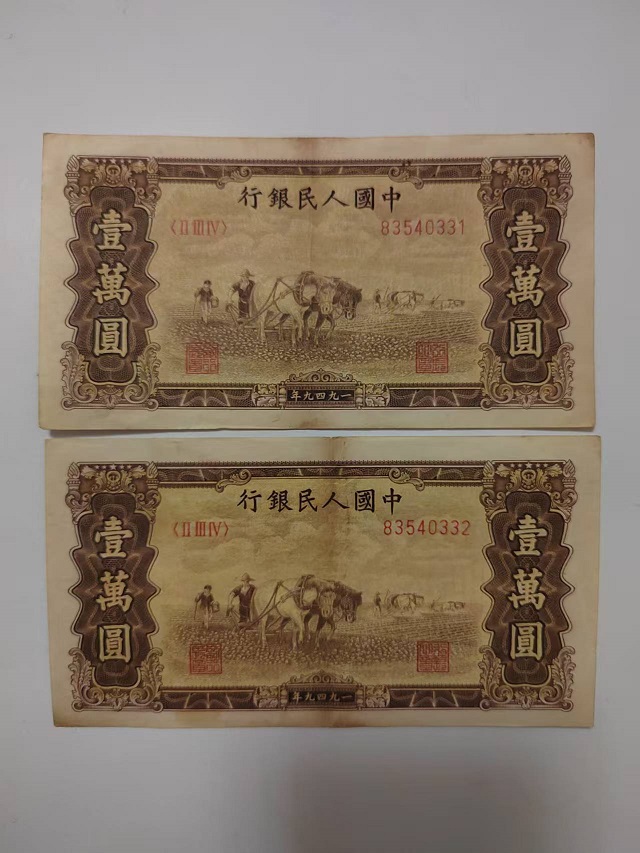 行銀民人國中
〈II III IV〉 83540331
壹萬圓 壹萬圓
年九四九一
行銀民人國中
〈II III IV〉 83540332
壹萬圓 壹萬圓
年九四九一